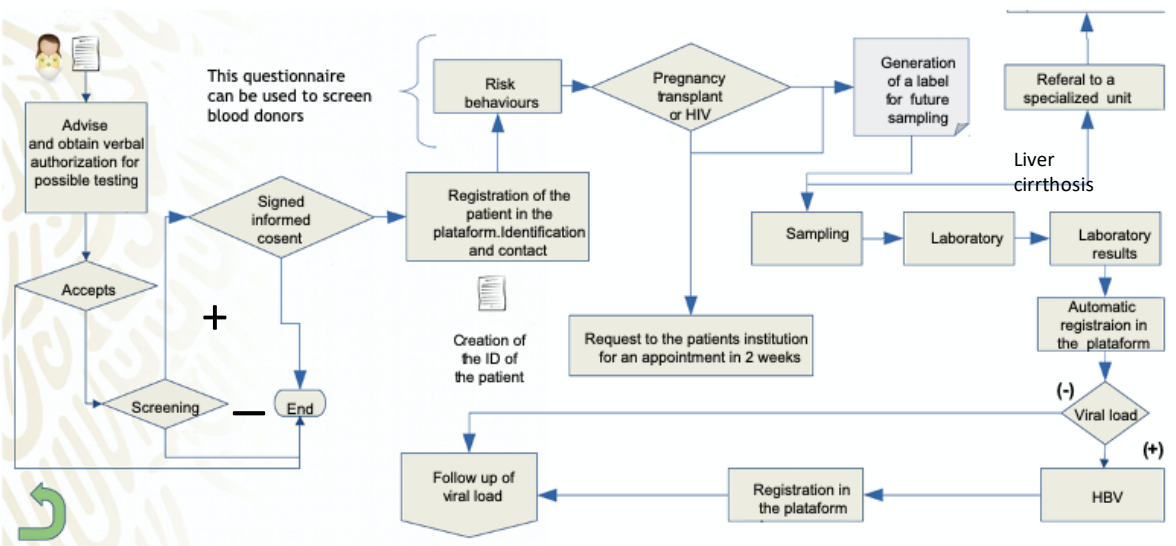 Advise
and obtain verbal
authorization for
possible testing
Accepts
Screening
+
—
End
Signed
informed
cosent
This questionnaire
can be used to screen
blood donors
Registration of the
patient in the
plataform.Identification
and contact
Creation of
the ID of
the patient
Risk
behaviours
Pregnancy
transplant
or HIV
Request to the patients institution
for an appointment in 2 weeks
Generation
of a label
for future
sampling
Referal to a
specialized unit
Liver
cirrthosis
Sampling
Laboratory
Laboratory
results
Automatic
registraion in
the plataform
(-)
Viral load
(+)
HBV
Registration in
the plataform
Follow up of
viral load